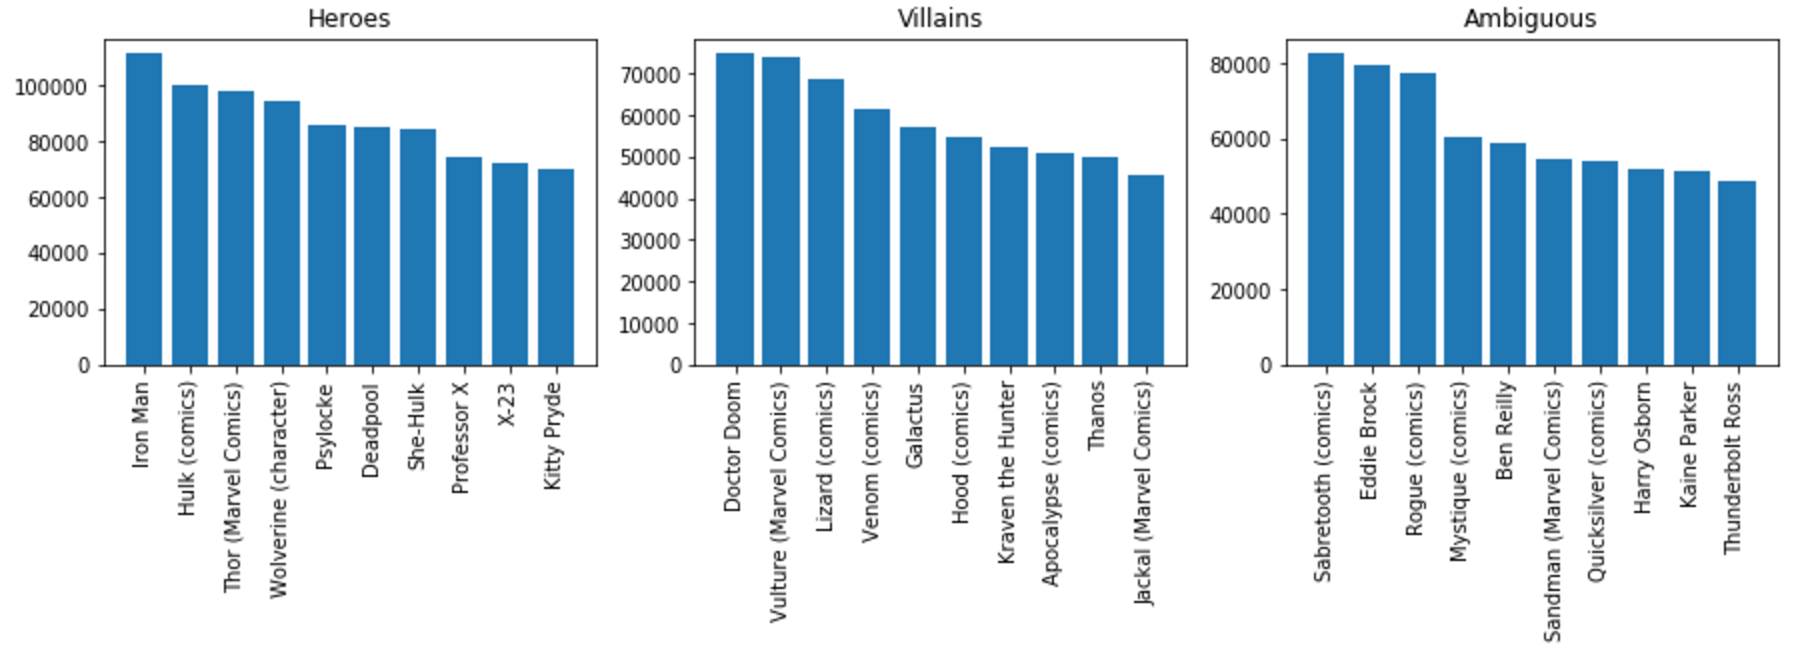 Heroes
100000
80000
60000
40000
20000
0
Iron Man
Hulk (comics)
Thor (Marvel Comics)
Wolverine (character)
Psylocke
Deadpool
She-Hulk
Professor X
X-23
Kitty Pryde
Villains
70000
60000
50000
40000
30000
20000
10000
0
Doctor Doom
Vulture (Marvel Comics)
Lizard (comics)
Venom (comics)
Galactus
Hood (comics)
Kraven the Hunter
Apocalypse (comics)
Thanos
Jackal (Marvel Comics)
Ambiguous
80000
60000
40000
20000
0
Sabretooth (comics)
Eddie Brock
Rogue (comics)
Mystique (comics)
Ben Reilly
Sandman (Marvel Comics)
Quicksilver (comics)
Harry Osborn
Kaine Parker
Thunderbolt Ross